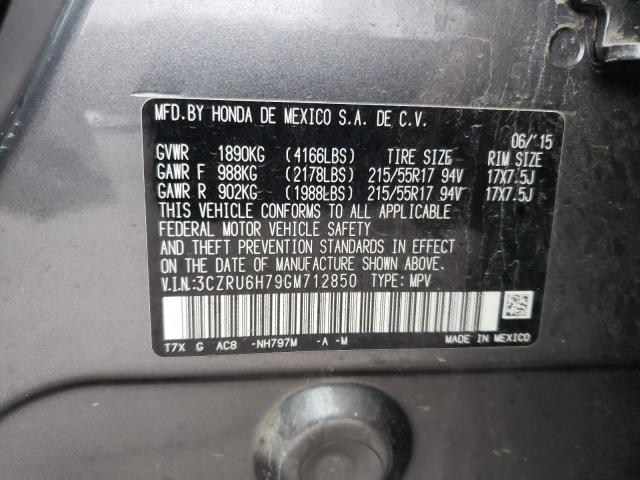 MFD.BY HONDA DE MEXICO S.A. DE C.V.
06/'15
GVWR 1890KG (4166LBS) TIRE SIZE RIM SIZE
GAWR F 988KG (2178LBS) 215/55R17 94V 17X7.5J
GAWR R 902KG (1988LBS) 215/55R17 94V 17X7.5J
THIS VEHICLE CONFORMS TO ALL APPLICABLE
FEDERAL MOTOR VEHICLE SAFETY
AND THEFT PREVENTION STANDARDS IN EFFECT
ON THE DATE OF MANUFACTURE SHOWN ABOVE.
V.I.N.:3CZRU6H79GM712850 TYPE: MPV
T7X G AC8 -NH797M -A -M MADE IN MEXICO